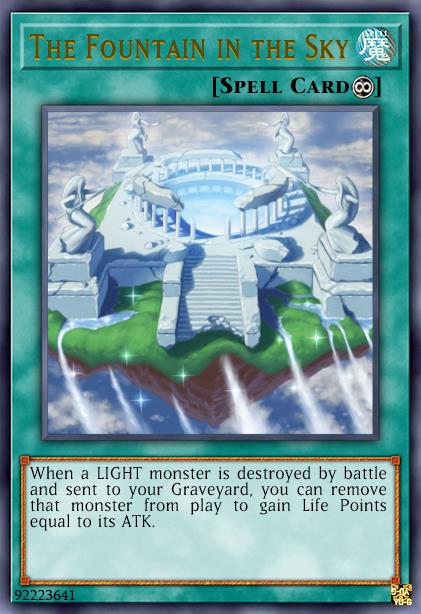 THE FOUNTAIN IN THE SKY
SPELL
魔
[SPELL CARD]
When a LIGHT monster is destroyed by battle
and sent to your Graveyard, you can remove
that monster from play to gain Life Points
equal to its ATK.
92223641